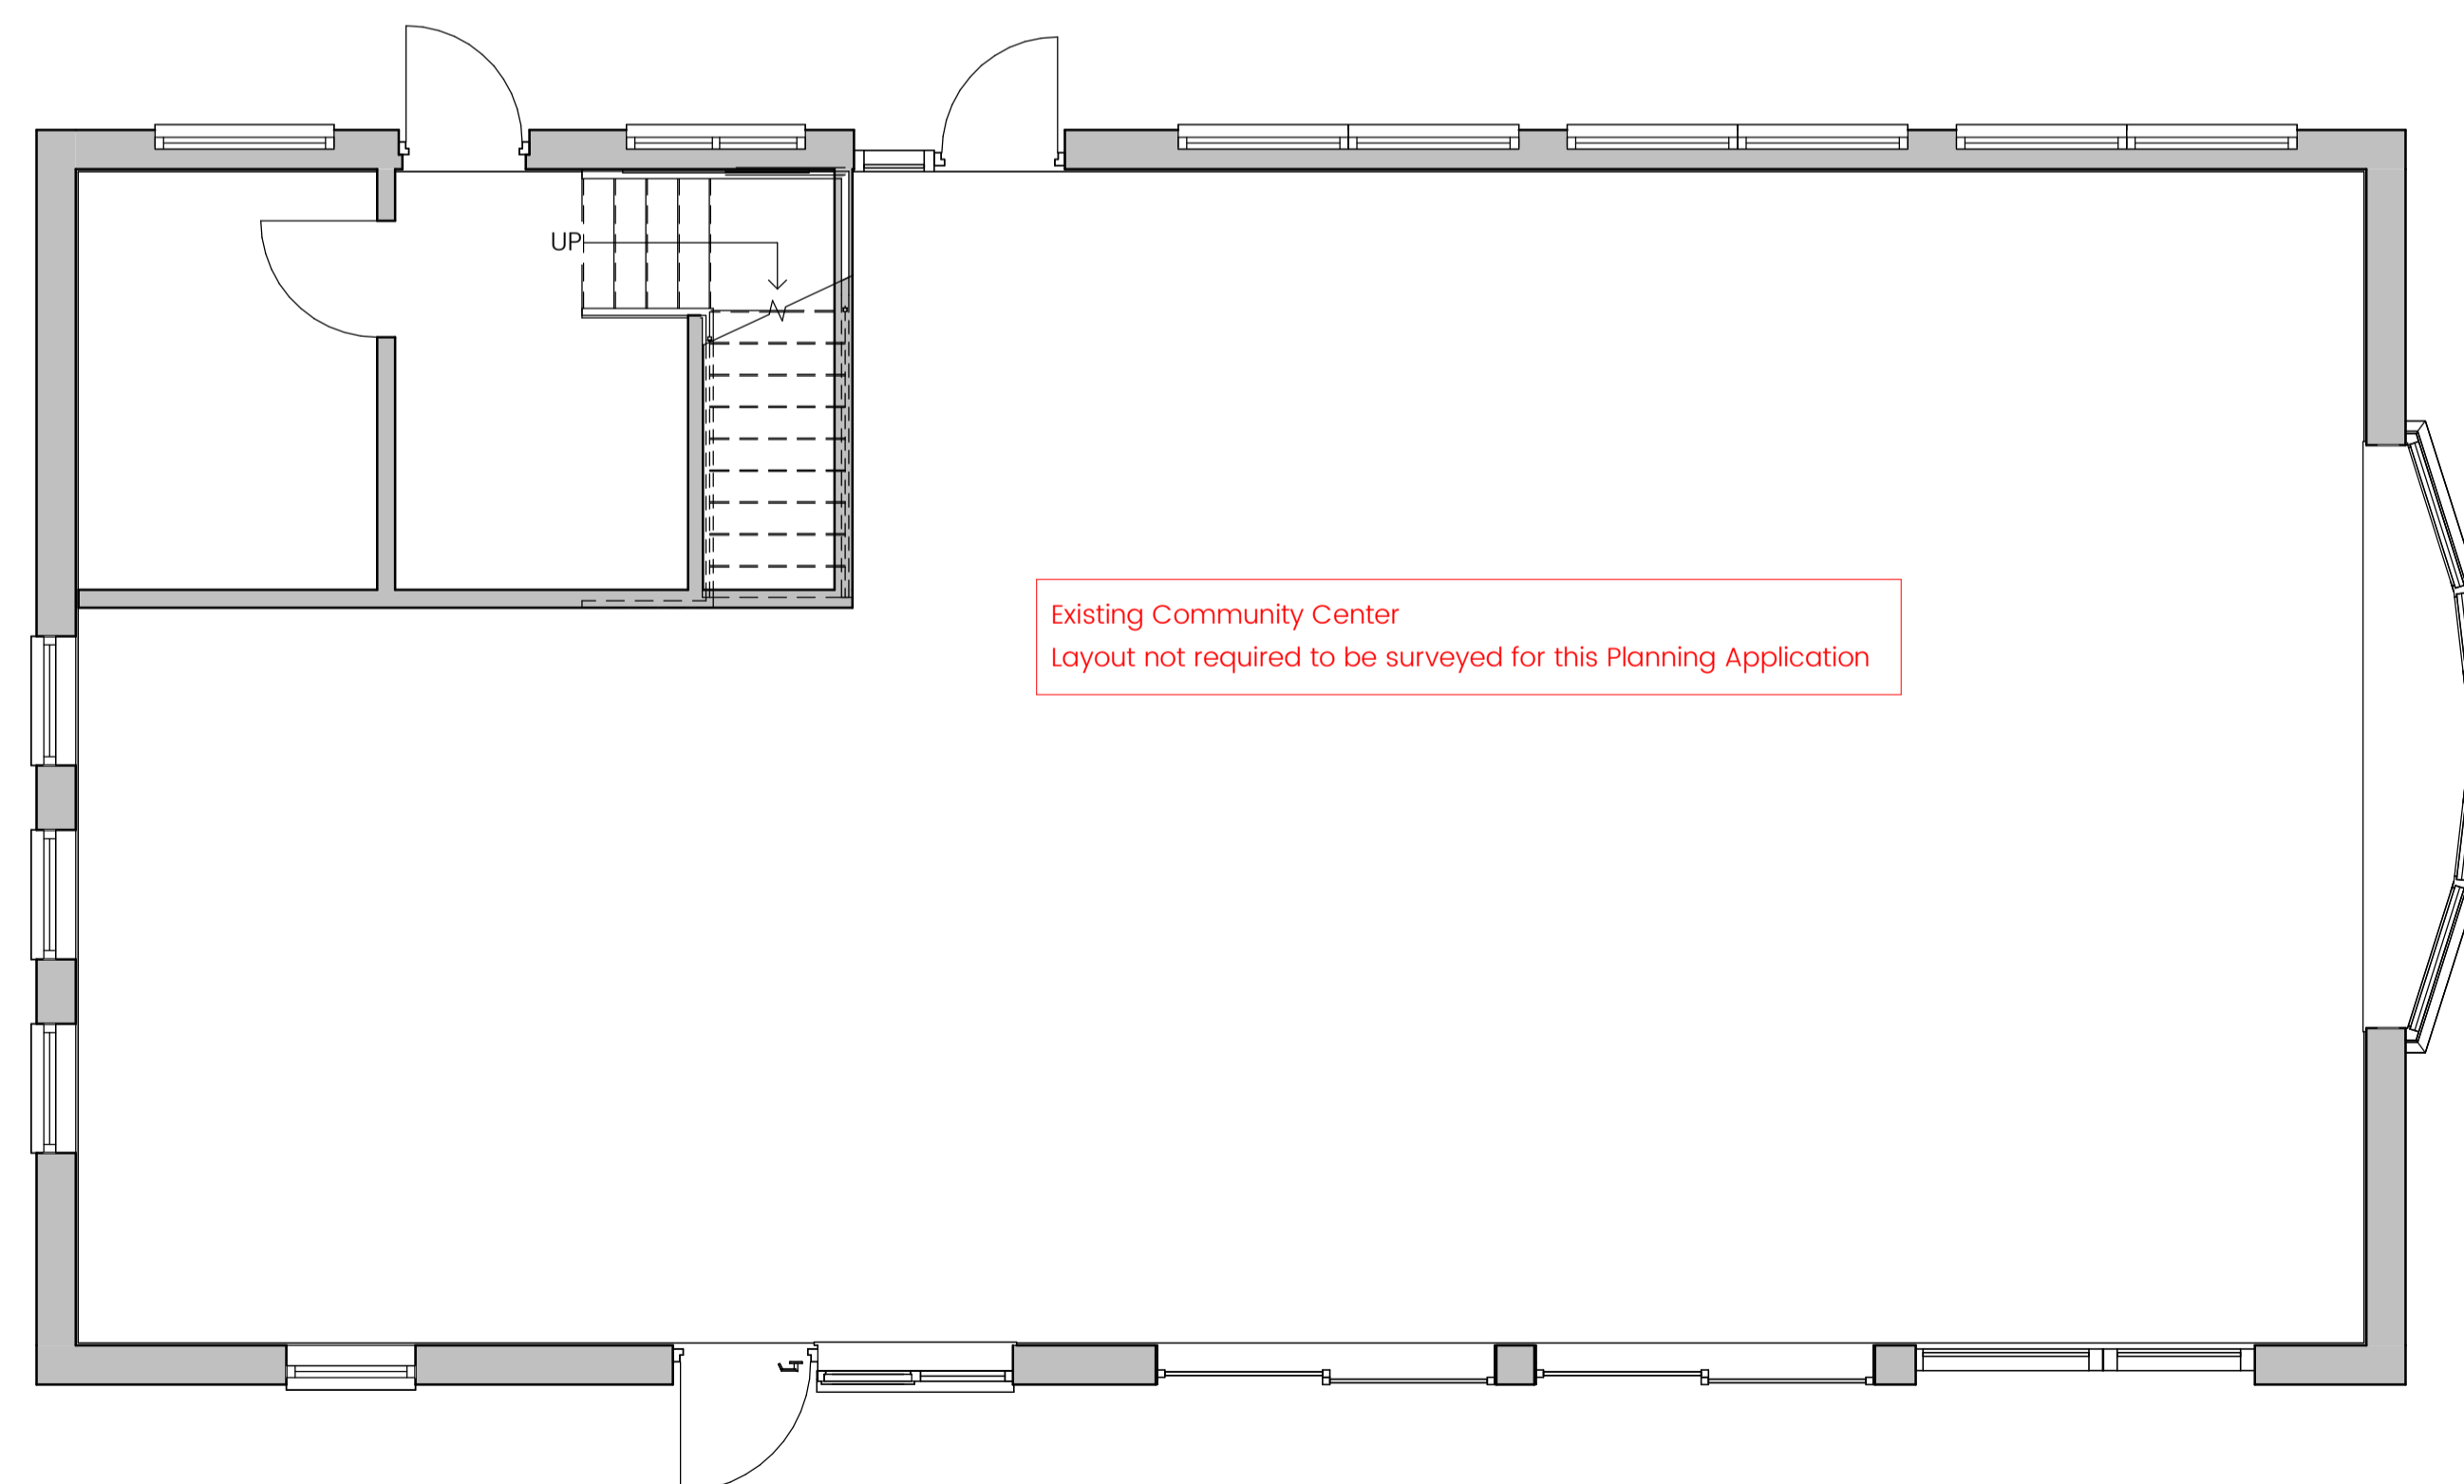 UP
Existing Community Center
Layout not required to be surveyed for this Planning Application